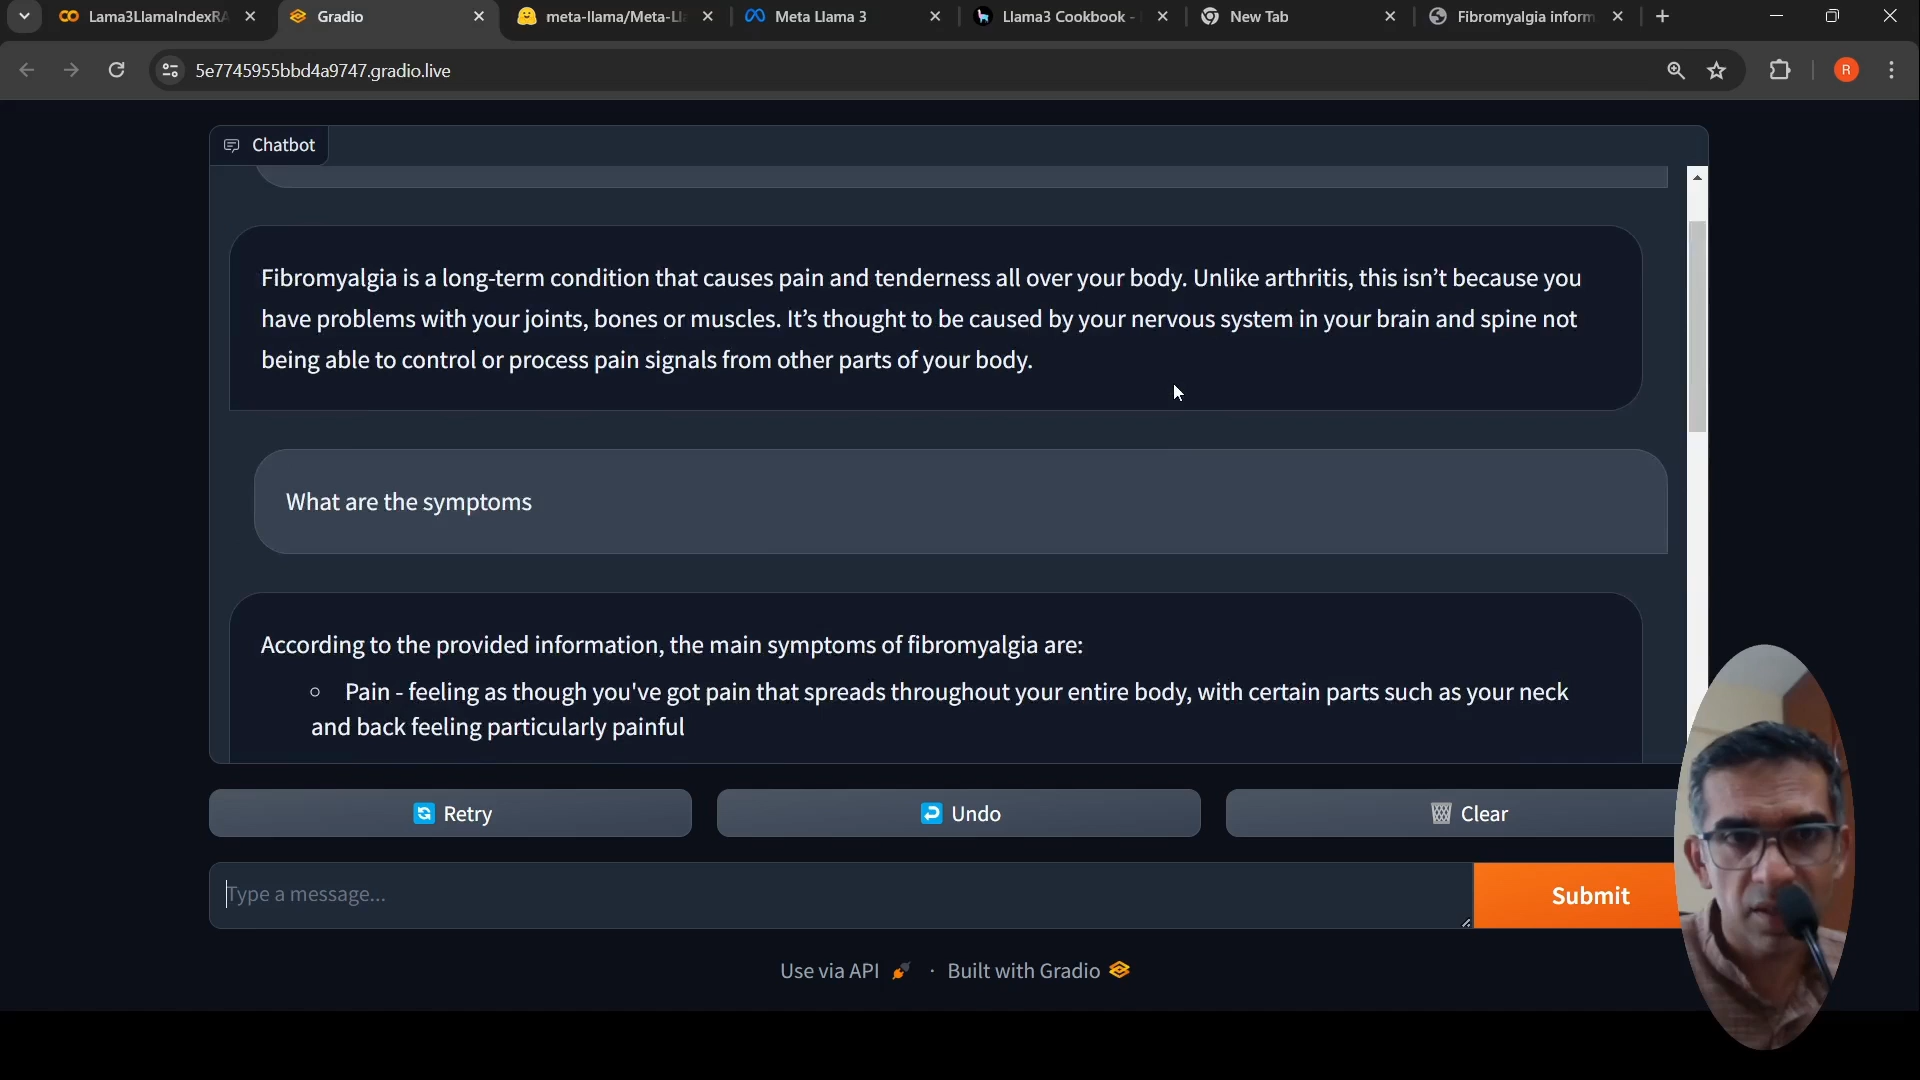 Lama3LlamaIndexRA
Gradio
meta-llama/Meta-Ll
Meta Llama 3
Llama3 Cookbook -
New Tab
Fibromyalgia inform
5e7745955bbd4a9747.gradio.live
R
Chatbot
Fibromyalgia is a long-term condition that causes pain and tenderness all over your body. Unlike arthritis, this isn’t because you
have problems with your joints, bones or muscles. It’s thought to be caused by your nervous system in your brain and spine not
being able to control or process pain signals from other parts of your body.
What are the symptoms
According to the provided information, the main symptoms of fibromyalgia are:
Pain - feeling as though you've got pain that spreads throughout your entire body, with certain parts such as your neck
and back feeling particularly painful
Retry
Undo
Clear
Type a message...
Submit
Use via API · Built with Gradio